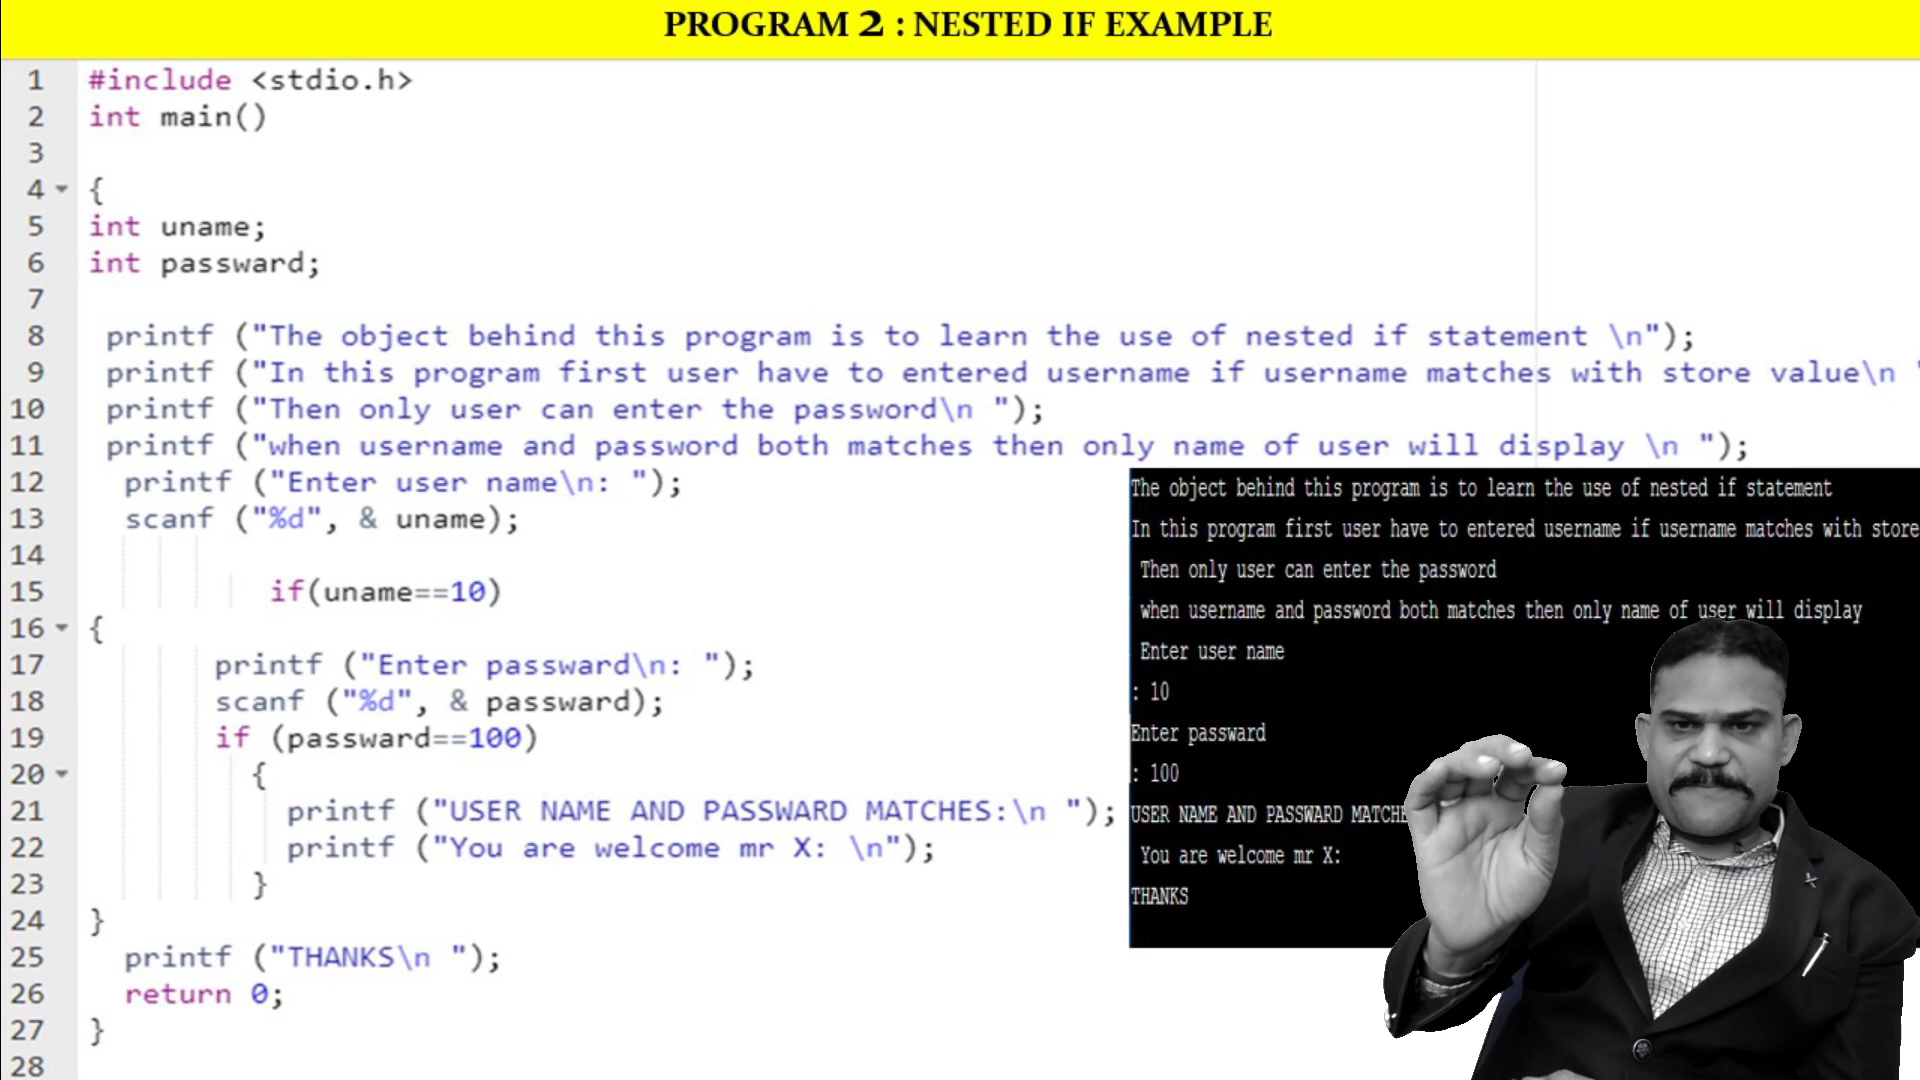 PROGRAM 2 : NESTED IF EXAMPLE
1 #include <stdio.h>
2 int main()
3
4 {
5 int uname;
6 int passward;
7
8 printf ("The object behind this program is to learn the use of nested if statement \n");
9 printf ("In this program first user have to entered username if username matches with store value\n "
10 printf ("Then only user can enter the password\n ");
11 printf ("when username and password both matches then only name of user will display \n ");
12 printf ("Enter user name\n: ");
13 scanf ("%d", & uname);
14
15 if(uname==10)
16 {
17 printf ("Enter passward\n: ");
18 scanf ("%d", & passward);
19 if (passward==100)
20 {
21 printf ("USER NAME AND PASSWARD MATCHES:\n ");
22 printf ("You are welcome mr X: \n");
23 }
24 }
25 printf ("THANKS\n ");
26 return 0;
27 }
28
The object behind this program is to learn the use of nested if statement
In this program first user have to entered username if username matches with store
Then only user can enter the password
when username and password both matches then only name of user will display
Enter user name
: 10
Enter passward
: 100
USER NAME AND PASSWARD MATCHE
You are welcome mr X:
THANKS